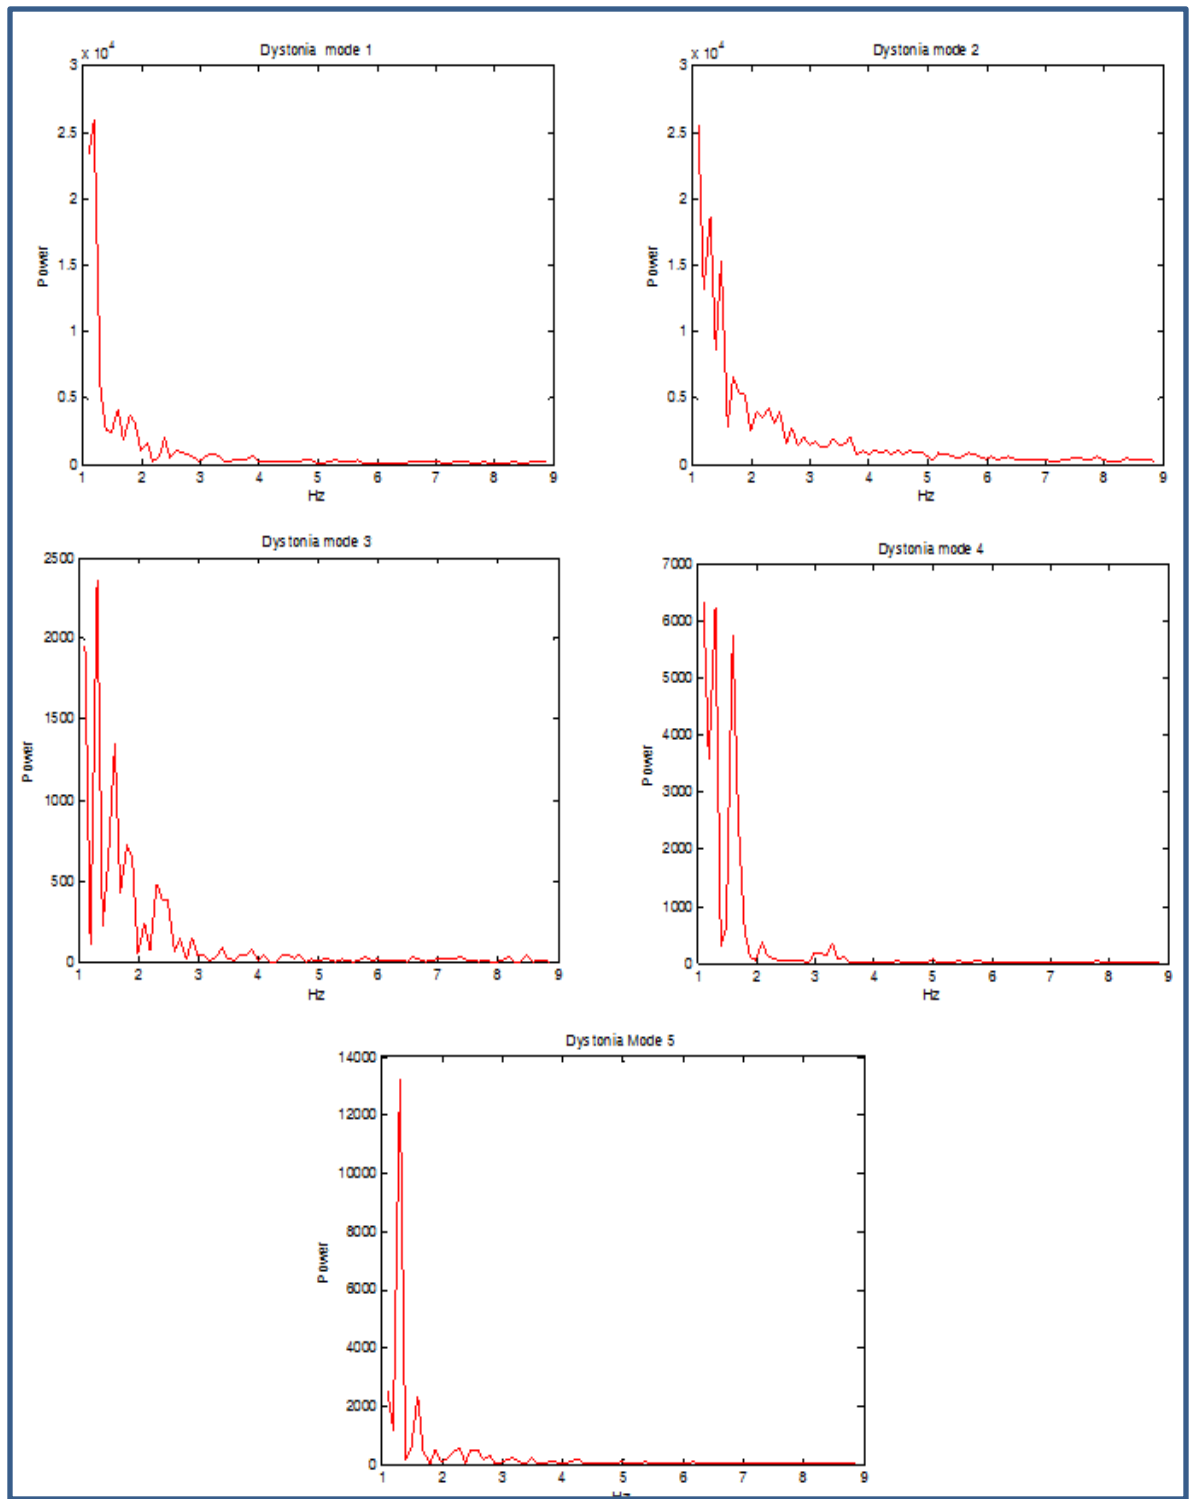 Dystonia mode 1
x 10^4
3
2.5
2
1.5
1
0.5
0
Power
1 2 3 4 5 6 7 8 9
Hz
Dystonia mode 2
x 10^4
3
2.5
2
1.5
1
0.5
0
Power
1 2 3 4 5 6 7 8 9
Hz
Dystonia mode 3
2500
2000
1500
1000
500
0
Power
1 2 3 4 5 6 7 8 9
Hz
Dystonia mode 4
7000
6000
5000
4000
3000
2000
1000
0
Power
1 2 3 4 5 6 7 8 9
Hz
Dystonia Mode 5
14000
12000
10000
8000
6000
4000
2000
0
Power
1 2 3 4 5 6 7 8 9
Hz